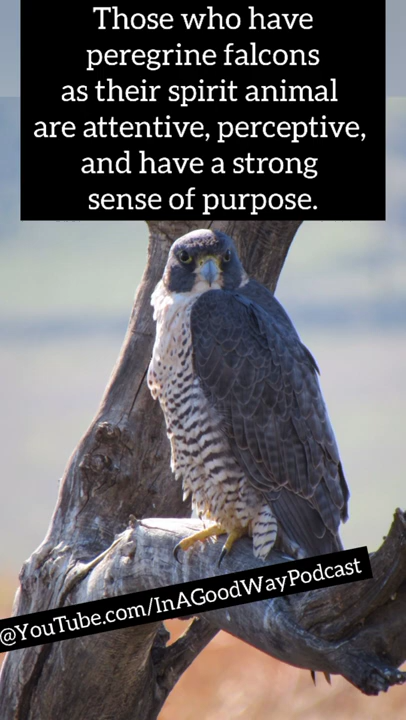 Those who have
peregrine falcons
as their spirit animal
are attentive, perceptive,
and have a strong
sense of purpose.
@YouTube.com/InAGoodWayPodcast